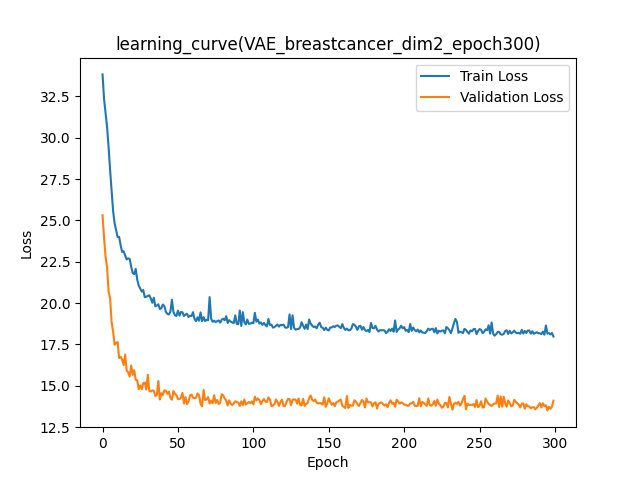 learning_curve(VAE_breastcancer_dim2_epoch300)
Train Loss
Validation Loss
32.5
30.0
27.5
25.0
22.5
20.0
17.5
15.0
12.5
Loss
0 50 100 150 200 250 300
Epoch